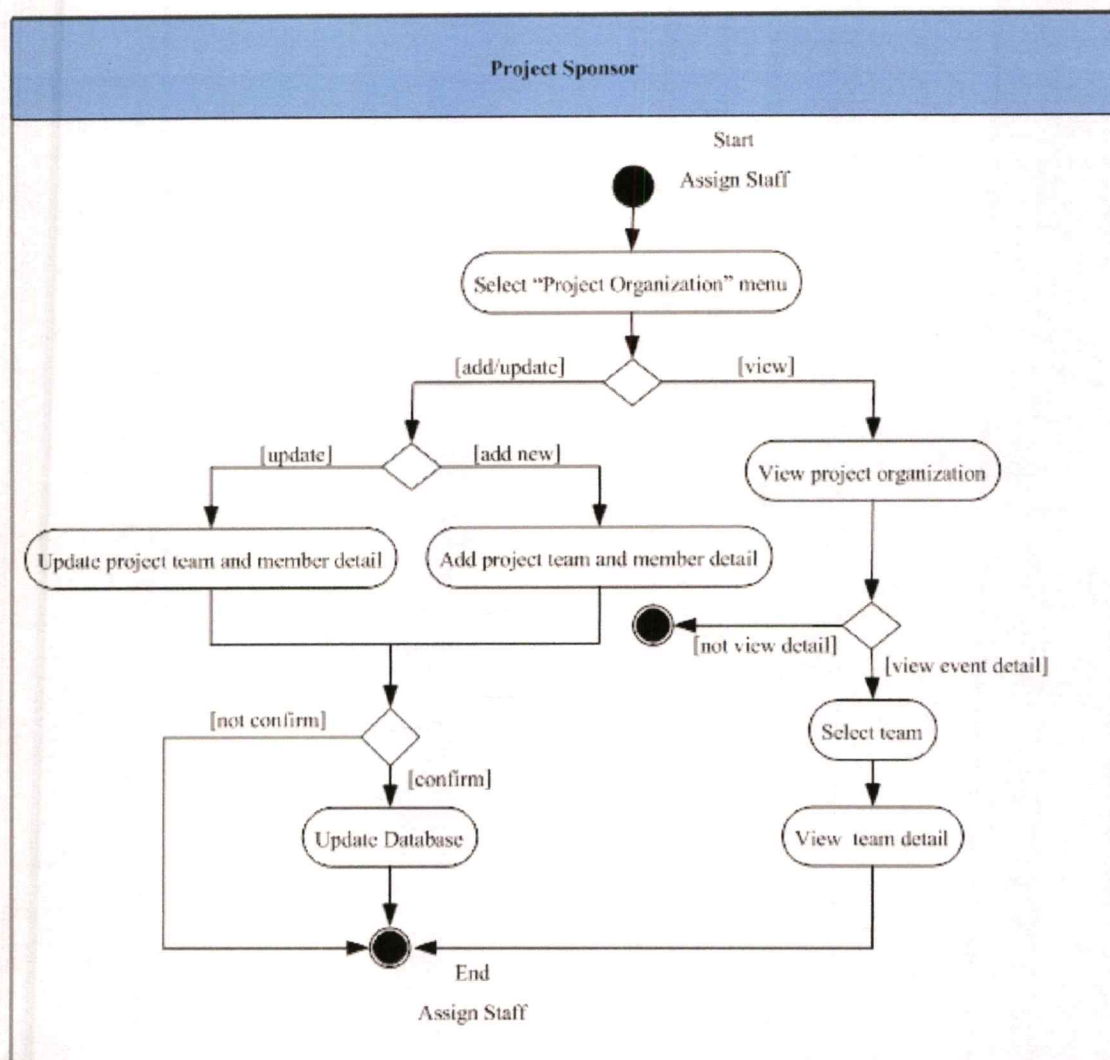 Project Sponsor
Start
Assign Staff
Select “Project Organization” menu
[add/update]
[view]
[update]
[add new]
View project organization
Update project team and member detail
Add project team and member detail
[not view detail]
[view event detail]
[not confirm]
Select team
[confirm]
Update Database
View team detail
End
Assign Staff